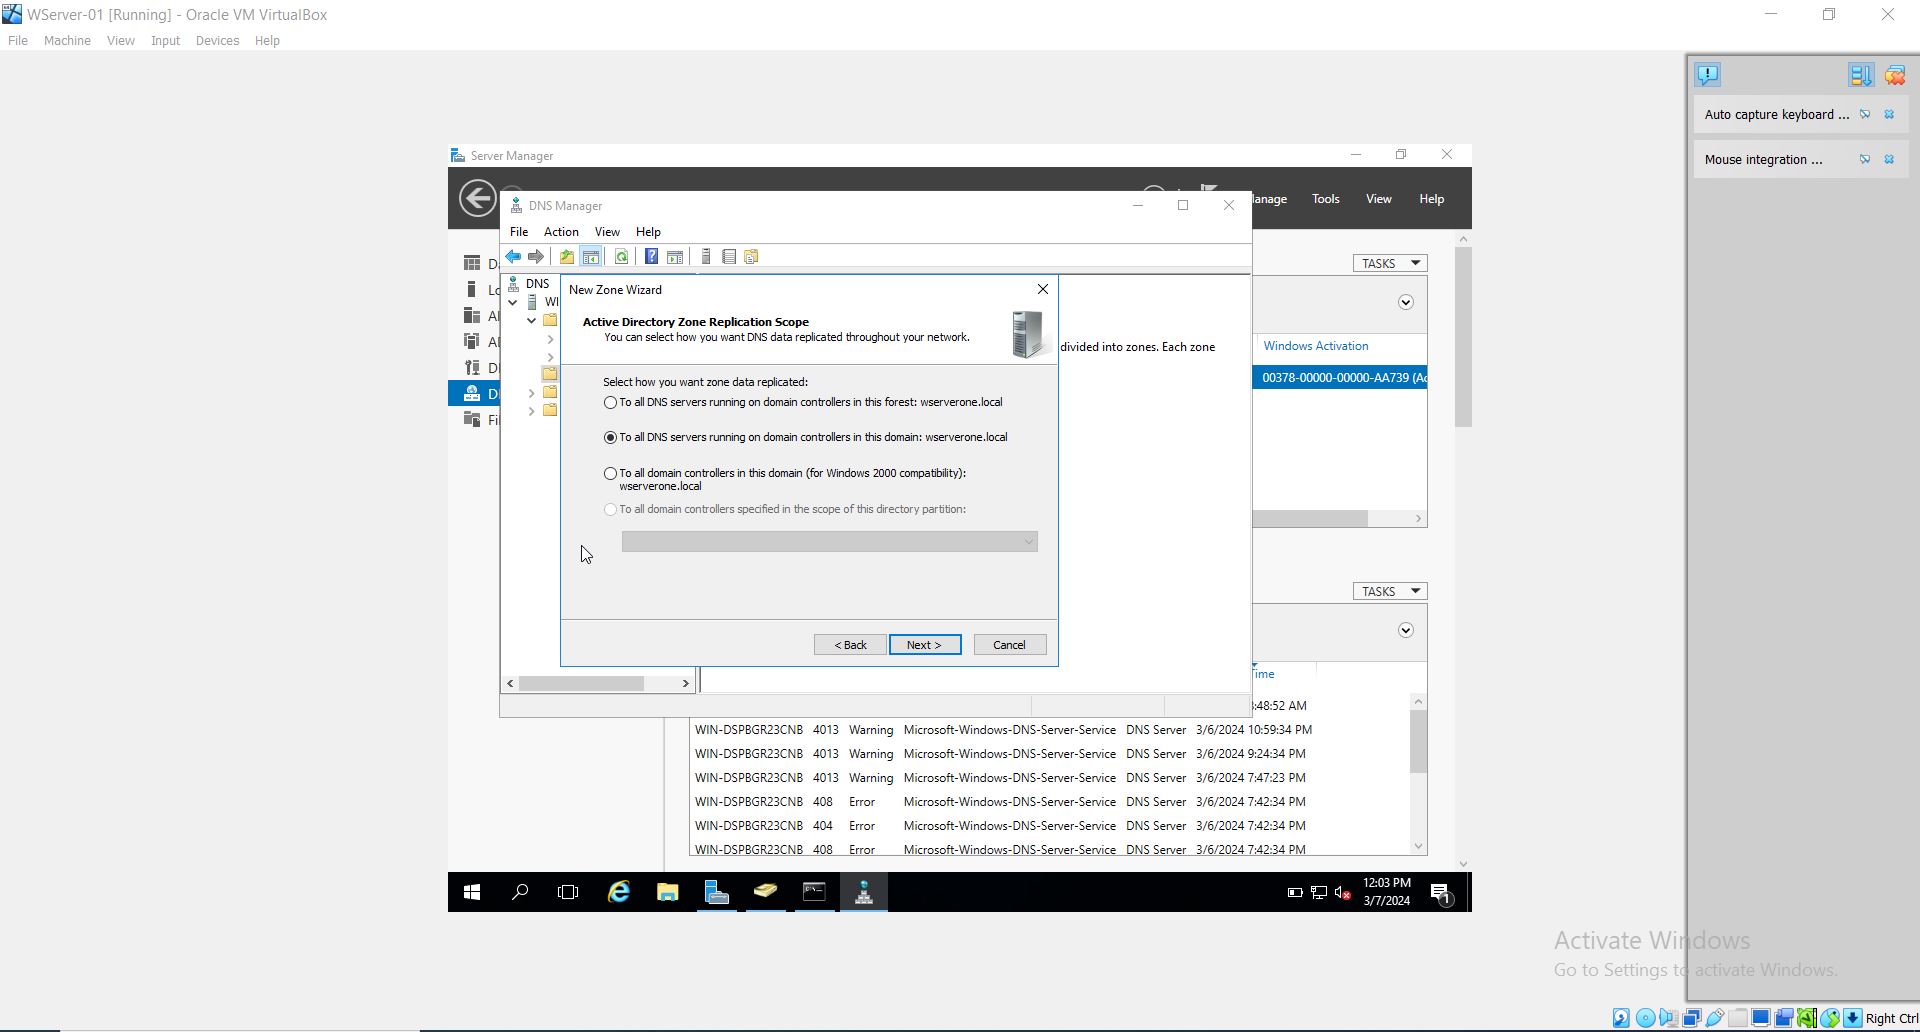 WServer-01 [Running] - Oracle VM VirtualBox
File Machine View Input Devices Help
Auto capture keyboard ...
Mouse integration ...
Server Manager
Tools View Help
DNS Manager
File Action View Help
TASKS
DNS
New Zone Wizard
Active Directory Zone Replication Scope
You can select how you want DNS data replicated throughout your network.
divided into zones. Each zone
Windows Activation
00378-00000-00000-AA739 (Ac
Select how you want zone data replicated:
To all DNS servers running on domain controllers in this forest: wserverone.local
To all DNS servers running on domain controllers in this domain: wserverone.local
To all domain controllers in this domain (for Windows 2000 compatibility):
wserverone.local
To all domain controllers specified in the scope of this directory partition:
TASKS
< Back Next > Cancel
:48:52 AM
WIN-DSPBGR23CNB 4013 Warning Microsoft-Windows-DNS-Server-Service DNS Server 3/6/2024 10:59:34 PM
WIN-DSPBGR23CNB 4013 Warning Microsoft-Windows-DNS-Server-Service DNS Server 3/6/2024 9:24:34 PM
WIN-DSPBGR23CNB 4013 Warning Microsoft-Windows-DNS-Server-Service DNS Server 3/6/2024 7:47:23 PM
WIN-DSPBGR23CNB 408 Error Microsoft-Windows-DNS-Server-Service DNS Server 3/6/2024 7:42:34 PM
WIN-DSPBGR23CNB 404 Error Microsoft-Windows-DNS-Server-Service DNS Server 3/6/2024 7:42:34 PM
WIN-DSPBGR23CNB 408 Error Microsoft-Windows-DNS-Server-Service DNS Server 3/6/2024 7:42:34 PM
12:03 PM
3/7/2024
1
Activate Windows
Go to Settings to activate Windows.
Right Ctrl